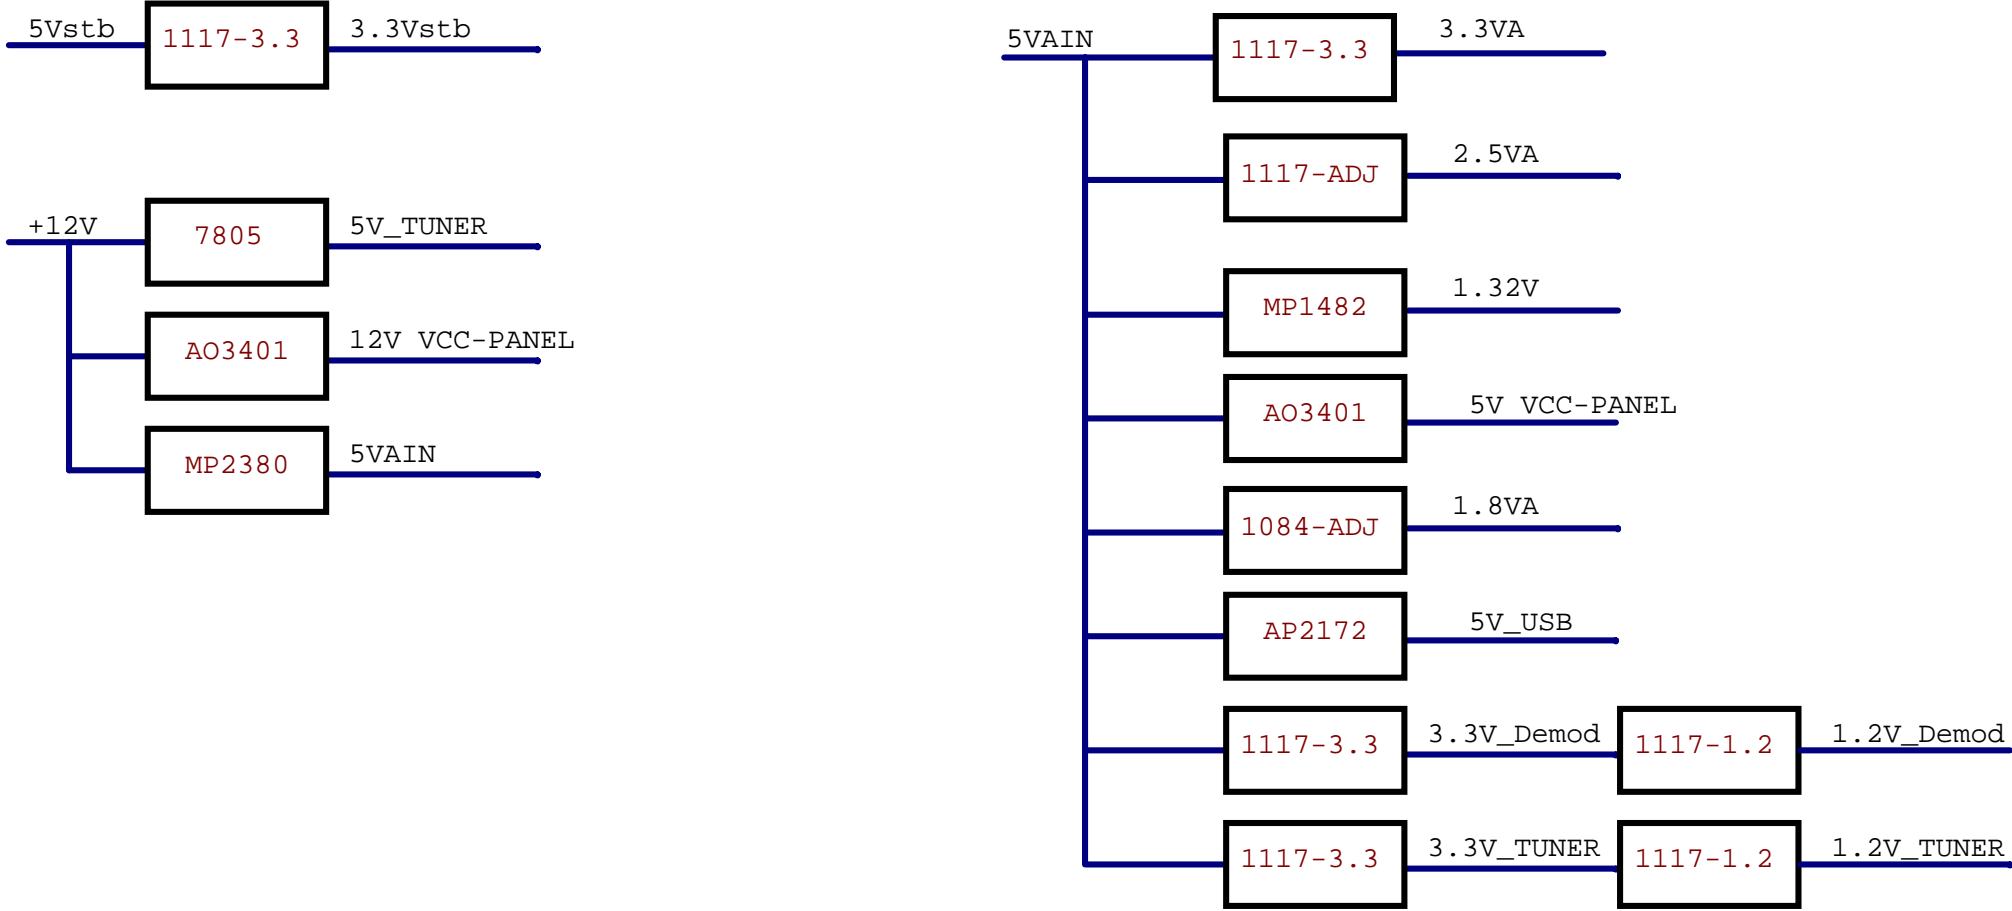 5Vstb 1117-3.3 3.3Vstb
+12V 7805 5V_TUNER
AO3401 12V VCC-PANEL
MP2380 5VAIN
5VAIN 1117-3.3 3.3VA
1117-ADJ 2.5VA
MP1482 1.32V
AO3401 5V VCC-PANEL
1084-ADJ 1.8VA
AP2172 5V_USB
1117-3.3 3.3V_Demod 1117-1.2 1.2V_Demod
1117-3.3 3.3V_TUNER 1117-1.2 1.2V_TUNER